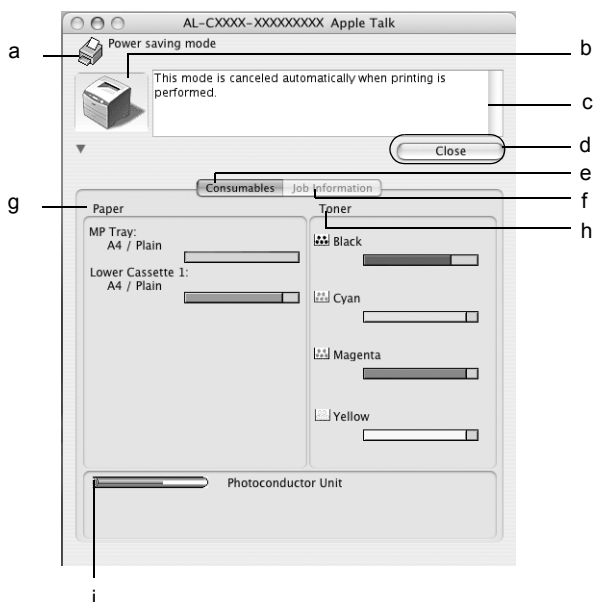 AL-CXXXX-XXXXXXXXX Apple Talk
a
Power saving mode
b
This mode is canceled automatically when printing is
performed.
c
d
Close
e
Consumables
Job Information
f
g
Paper
Toner
h
MP Tray:
A4 / Plain
Lower Cassette 1:
A4 / Plain
Black
Cyan
Magenta
Yellow
Photoconductor Unit
i